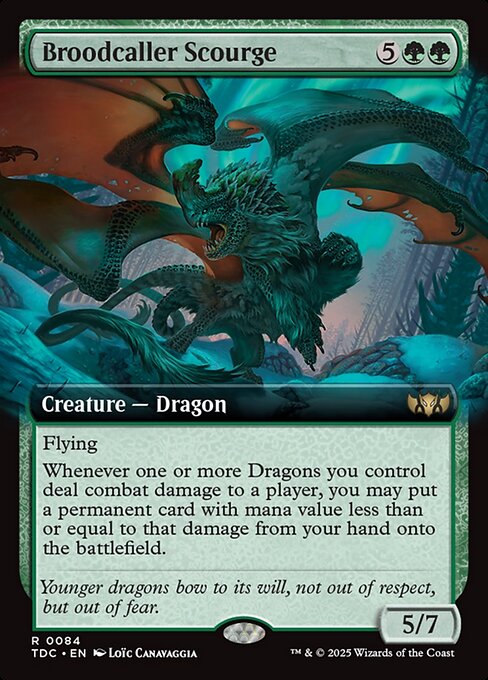 Broodcaller Scourge 5
Creature — Dragon
Flying
Whenever one or more Dragons you control
deal combat damage to a player, you may put
a permanent card with mana value less than
or equal to that damage from your hand onto
the battlefield.
Younger dragons bow to its will, not out of respect,
but out of fear.
5/7
R 0084
TDC • EN Loïc Canavaggia
™ & © 2025 Wizards of the Coast